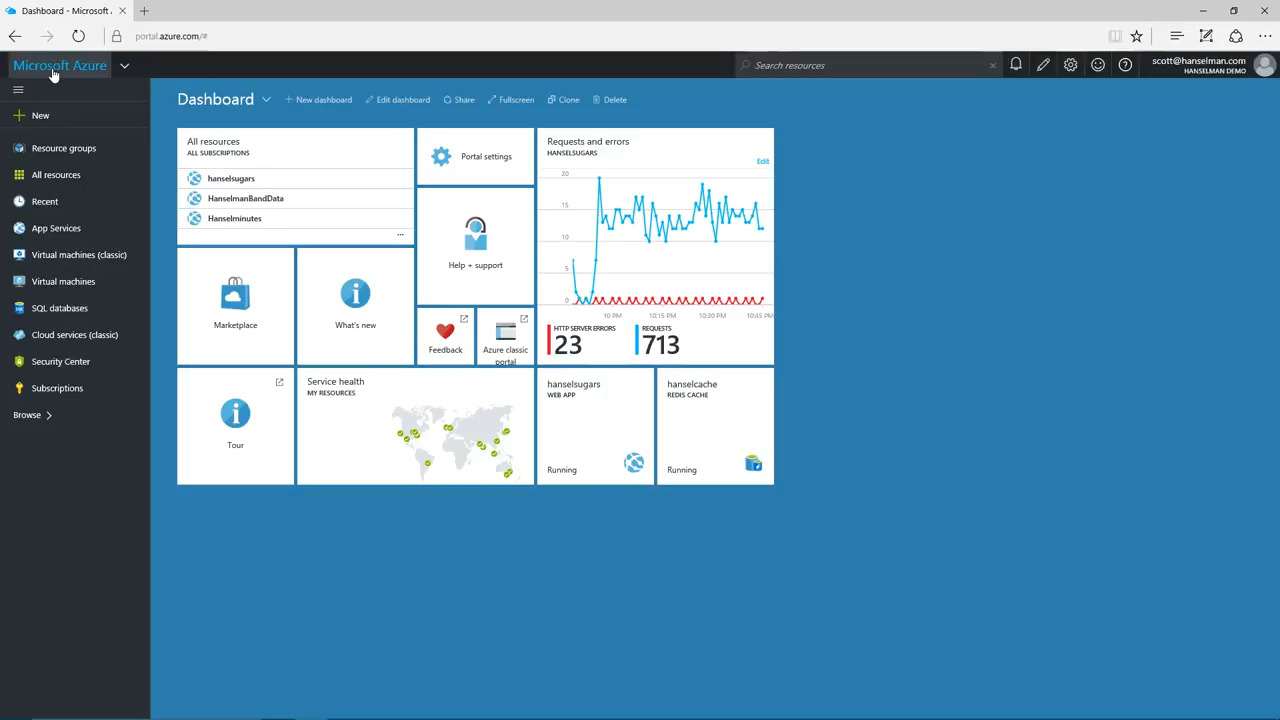 Dashboard - Microsoft
portal.azure.com/#
Microsoft Azure
Search resources
scott@hanselman.com
HANSELMAN DEMO
New
Resource groups
All resources
Recent
App Services
Virtual machines (classic)
Virtual machines
SQL databases
Cloud services (classic)
Security Center
Subscriptions
Browse
Dashboard
New dashboard
Edit dashboard
Share
Fullscreen
Clone
Delete
All resources
ALL SUBSCRIPTIONS
hanselsugars
HanselmanBandData
Hanselminutes
Portal settings
Help + support
Marketplace
What's new
Feedback
Azure classic
portal
Requests and errors
HANSELSUGARS
Edit
20
15
10
5
0
10 PM 10:15 PM 10:30 PM 10:45 PM
HTTP SERVER ERRORS
23
REQUESTS
713
Tour
Service health
MY RESOURCES
hanselsugars
WEB APP
Running
hanselcache
REDIS CACHE
Running